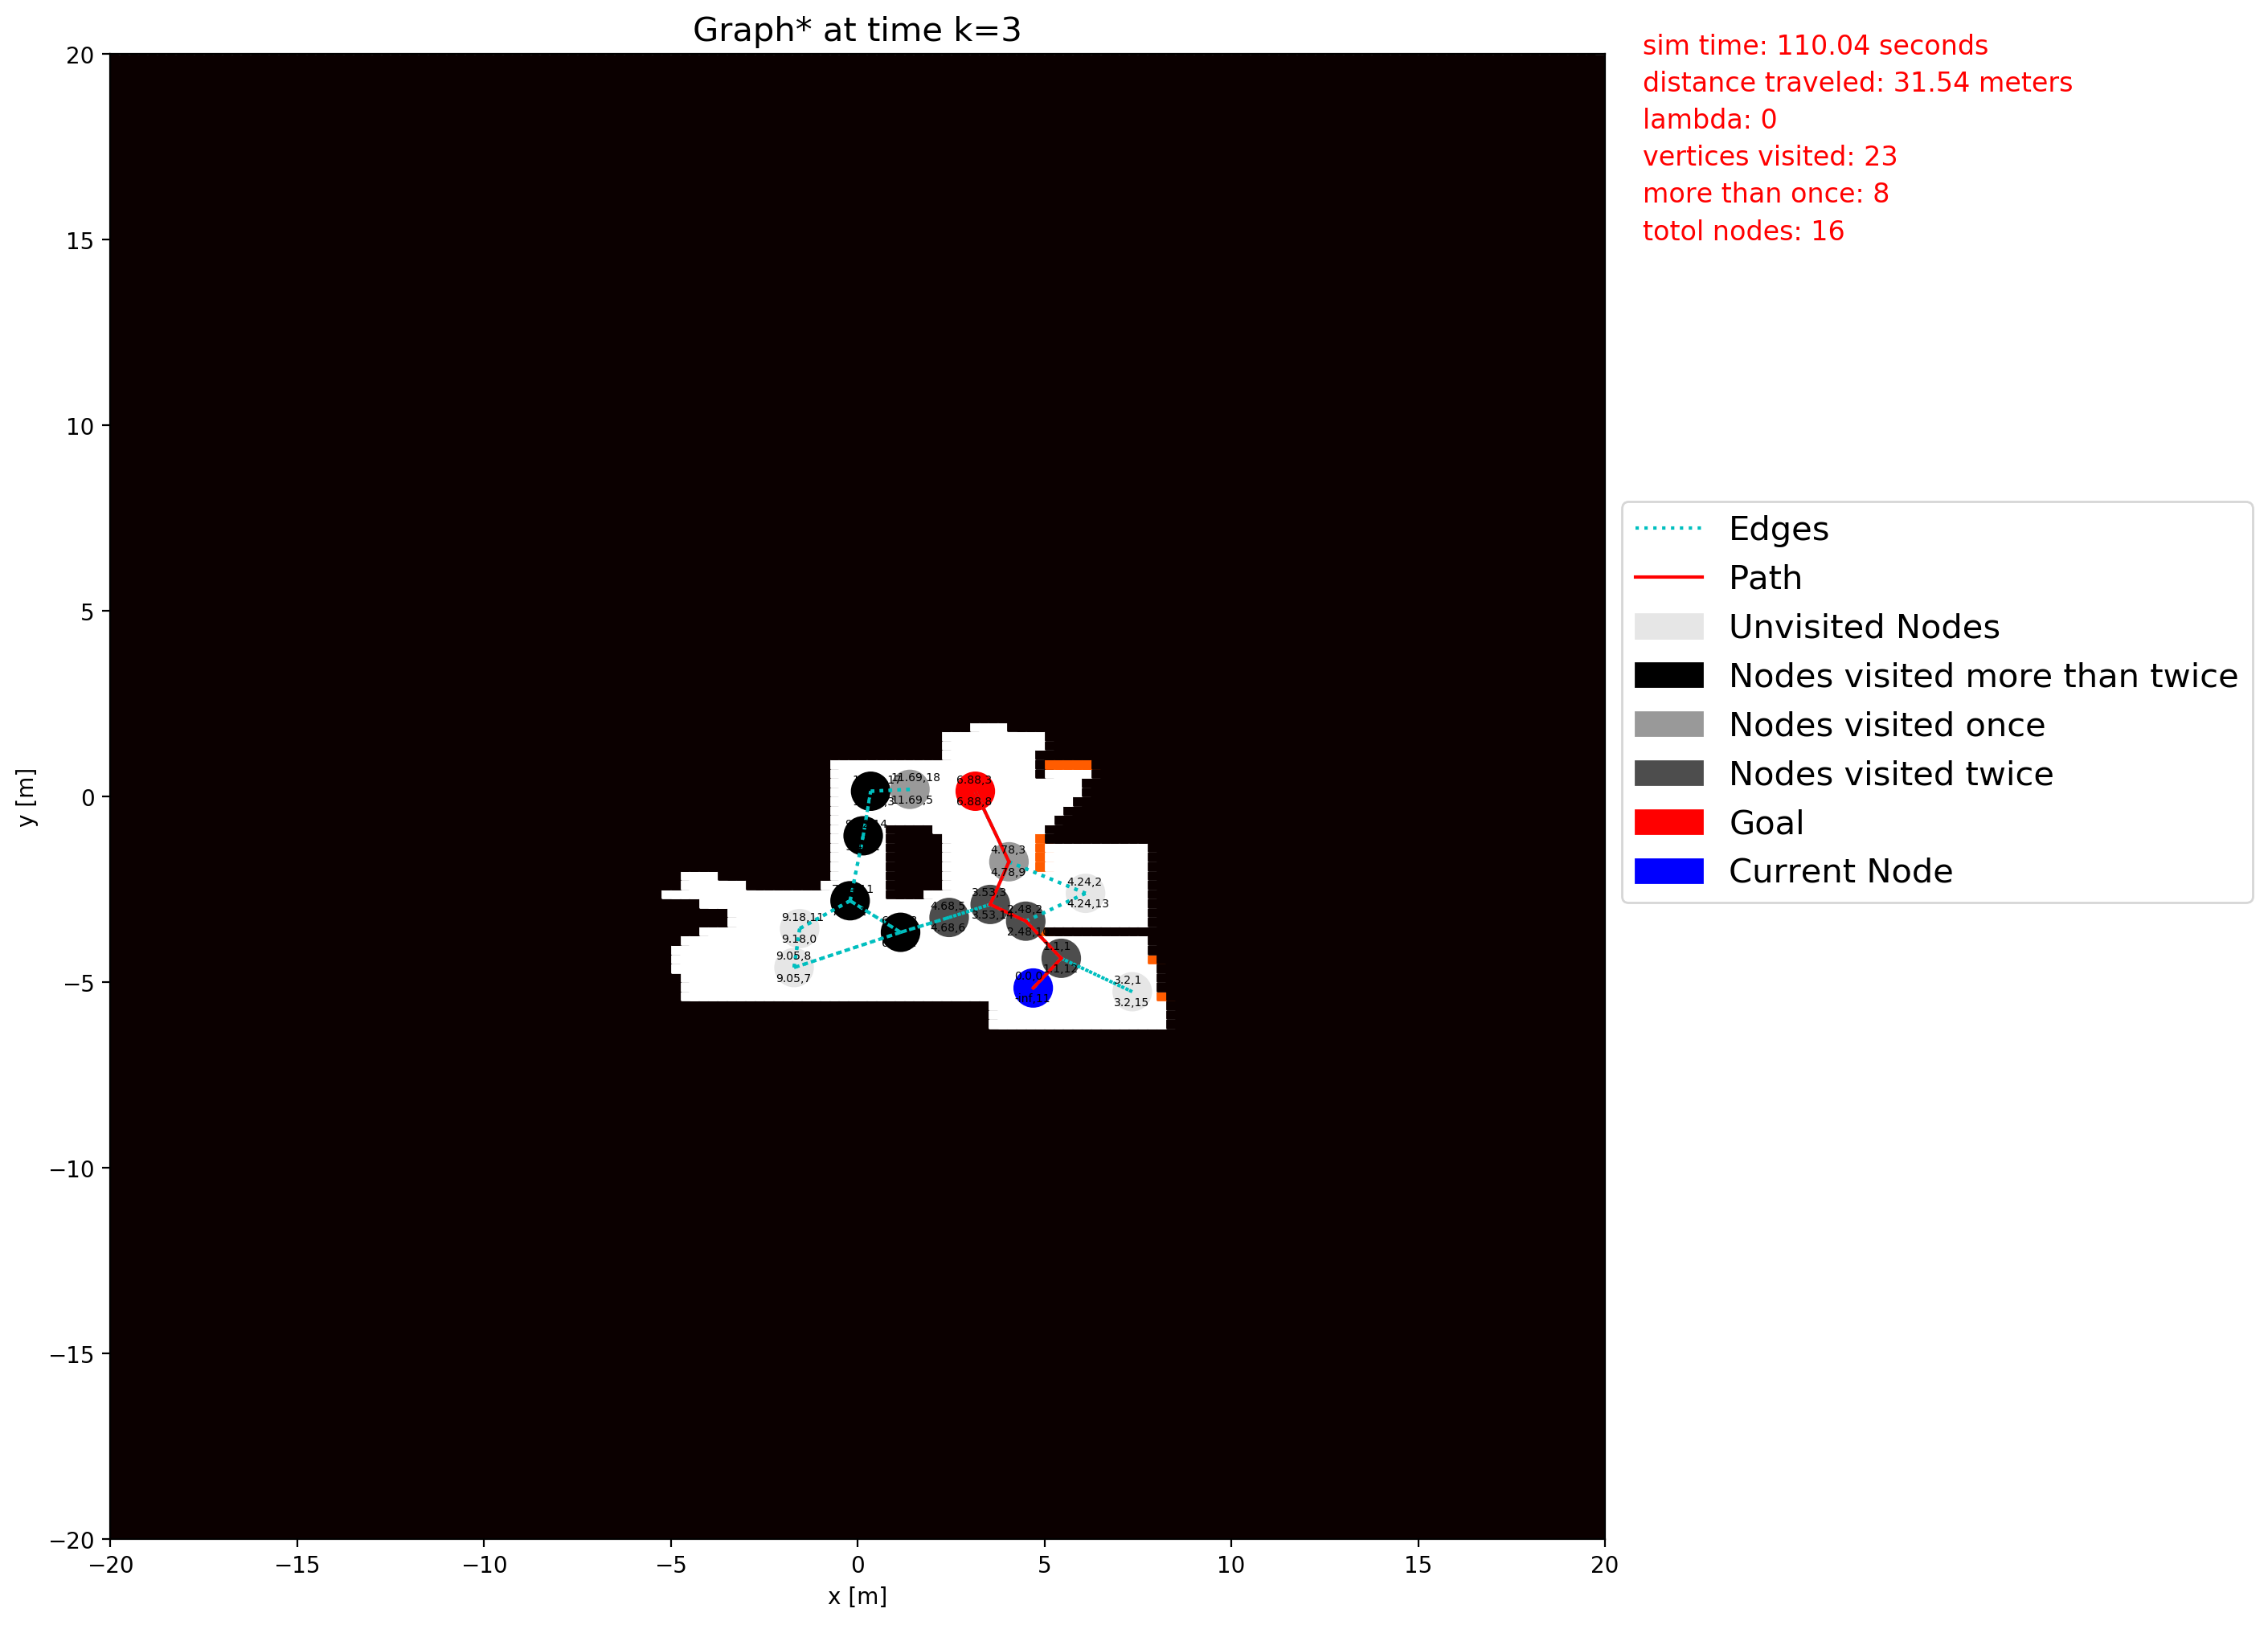 Graph* at time k=3
sim time: 110.04 seconds
distance traveled: 31.54 meters
lambda: 0
vertices visited: 23
more than once: 8
totol nodes: 16
20
15
10
5
0
−5
−10
−15
−20
y [m]
−20
−15
−10
−5
0
5
10
15
20
x [m]
11.69,18
11.69,5
6.88,3
6.88,8
4.78,3
4.78,9
4.24,2
4.24,13
3.53,3
3.53,14
2.48,2
4.68,5
4.68,6
9.18,11
9.18,0
9.05,8
9.05,7
1.1,1
1.1,12
3.2,1
3.2,15
Edges
Path
Unvisited Nodes
Nodes visited more than twice
Nodes visited once
Nodes visited twice
Goal
Current Node